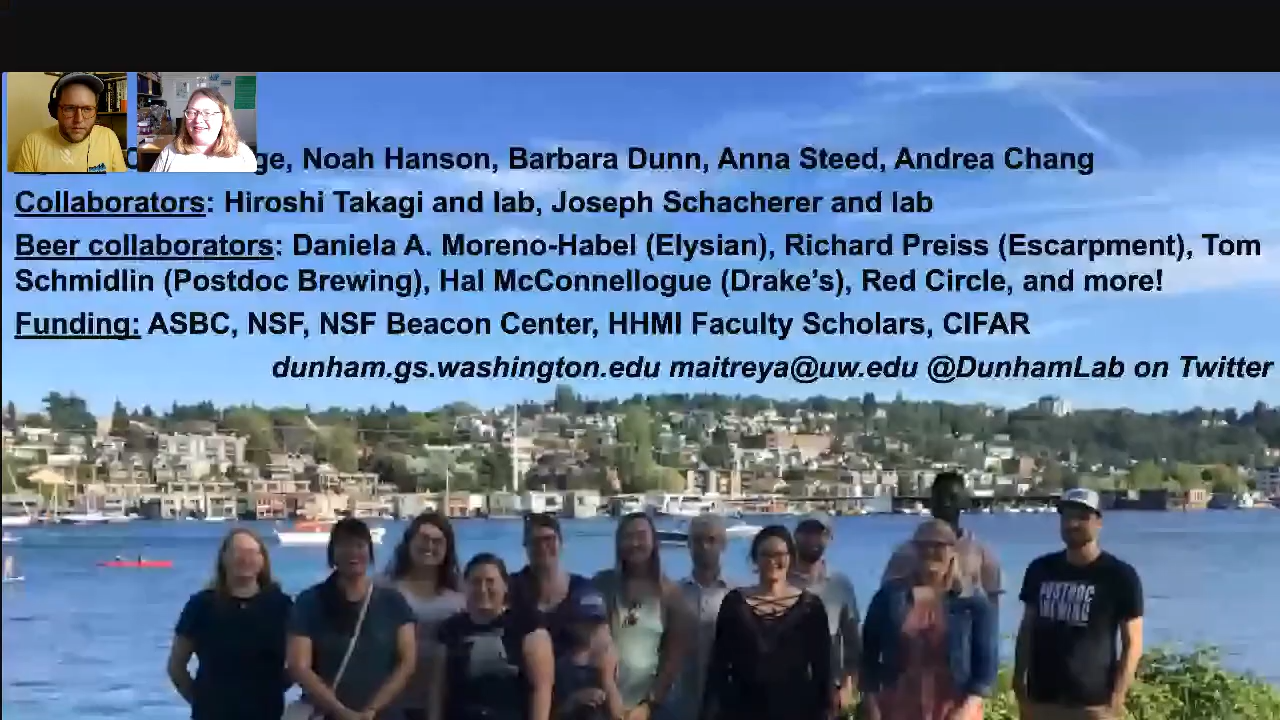 ge, Noah Hanson, Barbara Dunn, Anna Steed, Andrea Chang
Collaborators: Hiroshi Takagi and lab, Joseph Schacherer and lab
Beer collaborators: Daniela A. Moreno-Habel (Elysian), Richard Preiss (Escarpment), Tom
Schmidlin (Postdoc Brewing), Hal McConnellogue (Drake's), Red Circle, and more!
Funding: ASBC, NSF, NSF Beacon Center, HHMI Faculty Scholars, CIFAR
dunham.gs.washington.edu maitreya@uw.edu @DunhamLab on Twitter
POSTDOC
BREWING